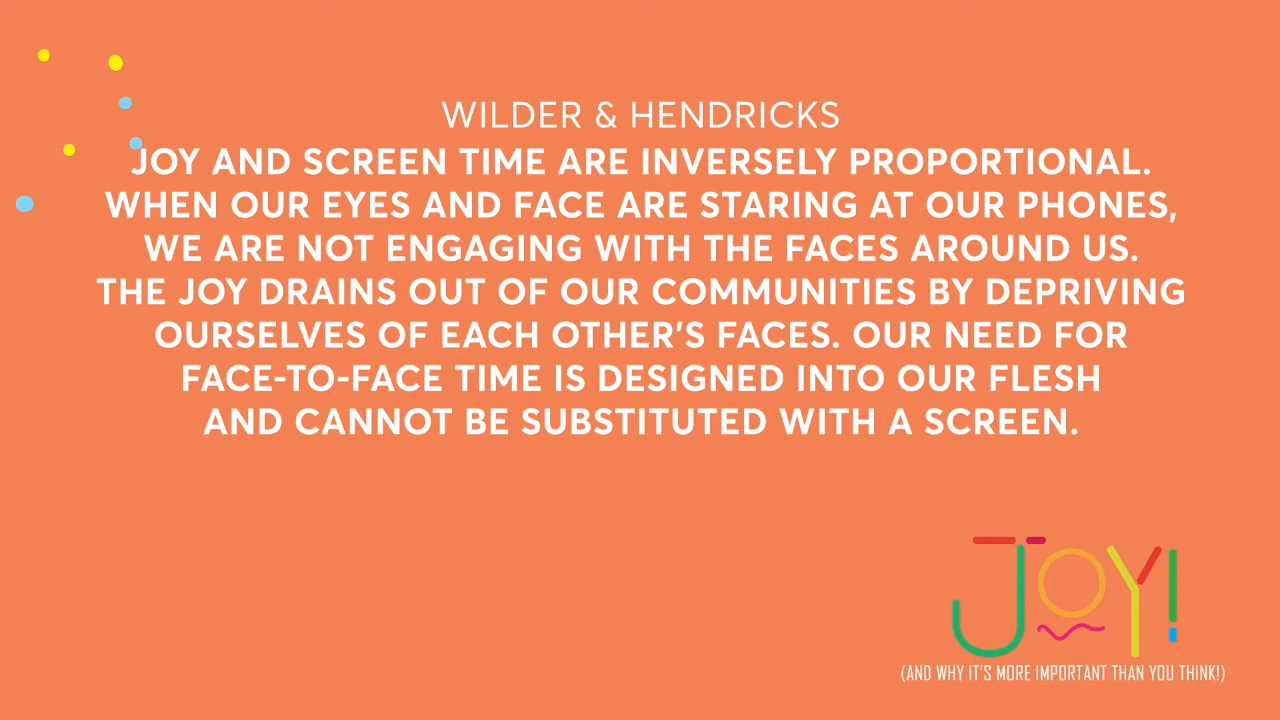 WILDER & HENDRICKS
JOY AND SCREEN TIME ARE INVERSELY PROPORTIONAL.
WHEN OUR EYES AND FACE ARE STARING AT OUR PHONES,
WE ARE NOT ENGAGING WITH THE FACES AROUND US.
THE JOY DRAINS OUT OF OUR COMMUNITIES BY DEPRIVING
OURSELVES OF EACH OTHER'S FACES. OUR NEED FOR
FACE-TO-FACE TIME IS DESIGNED INTO OUR FLESH
AND CANNOT BE SUBSTITUTED WITH A SCREEN.
JOY!
(AND WHY IT'S MORE IMPORTANT THAN YOU THINK!)